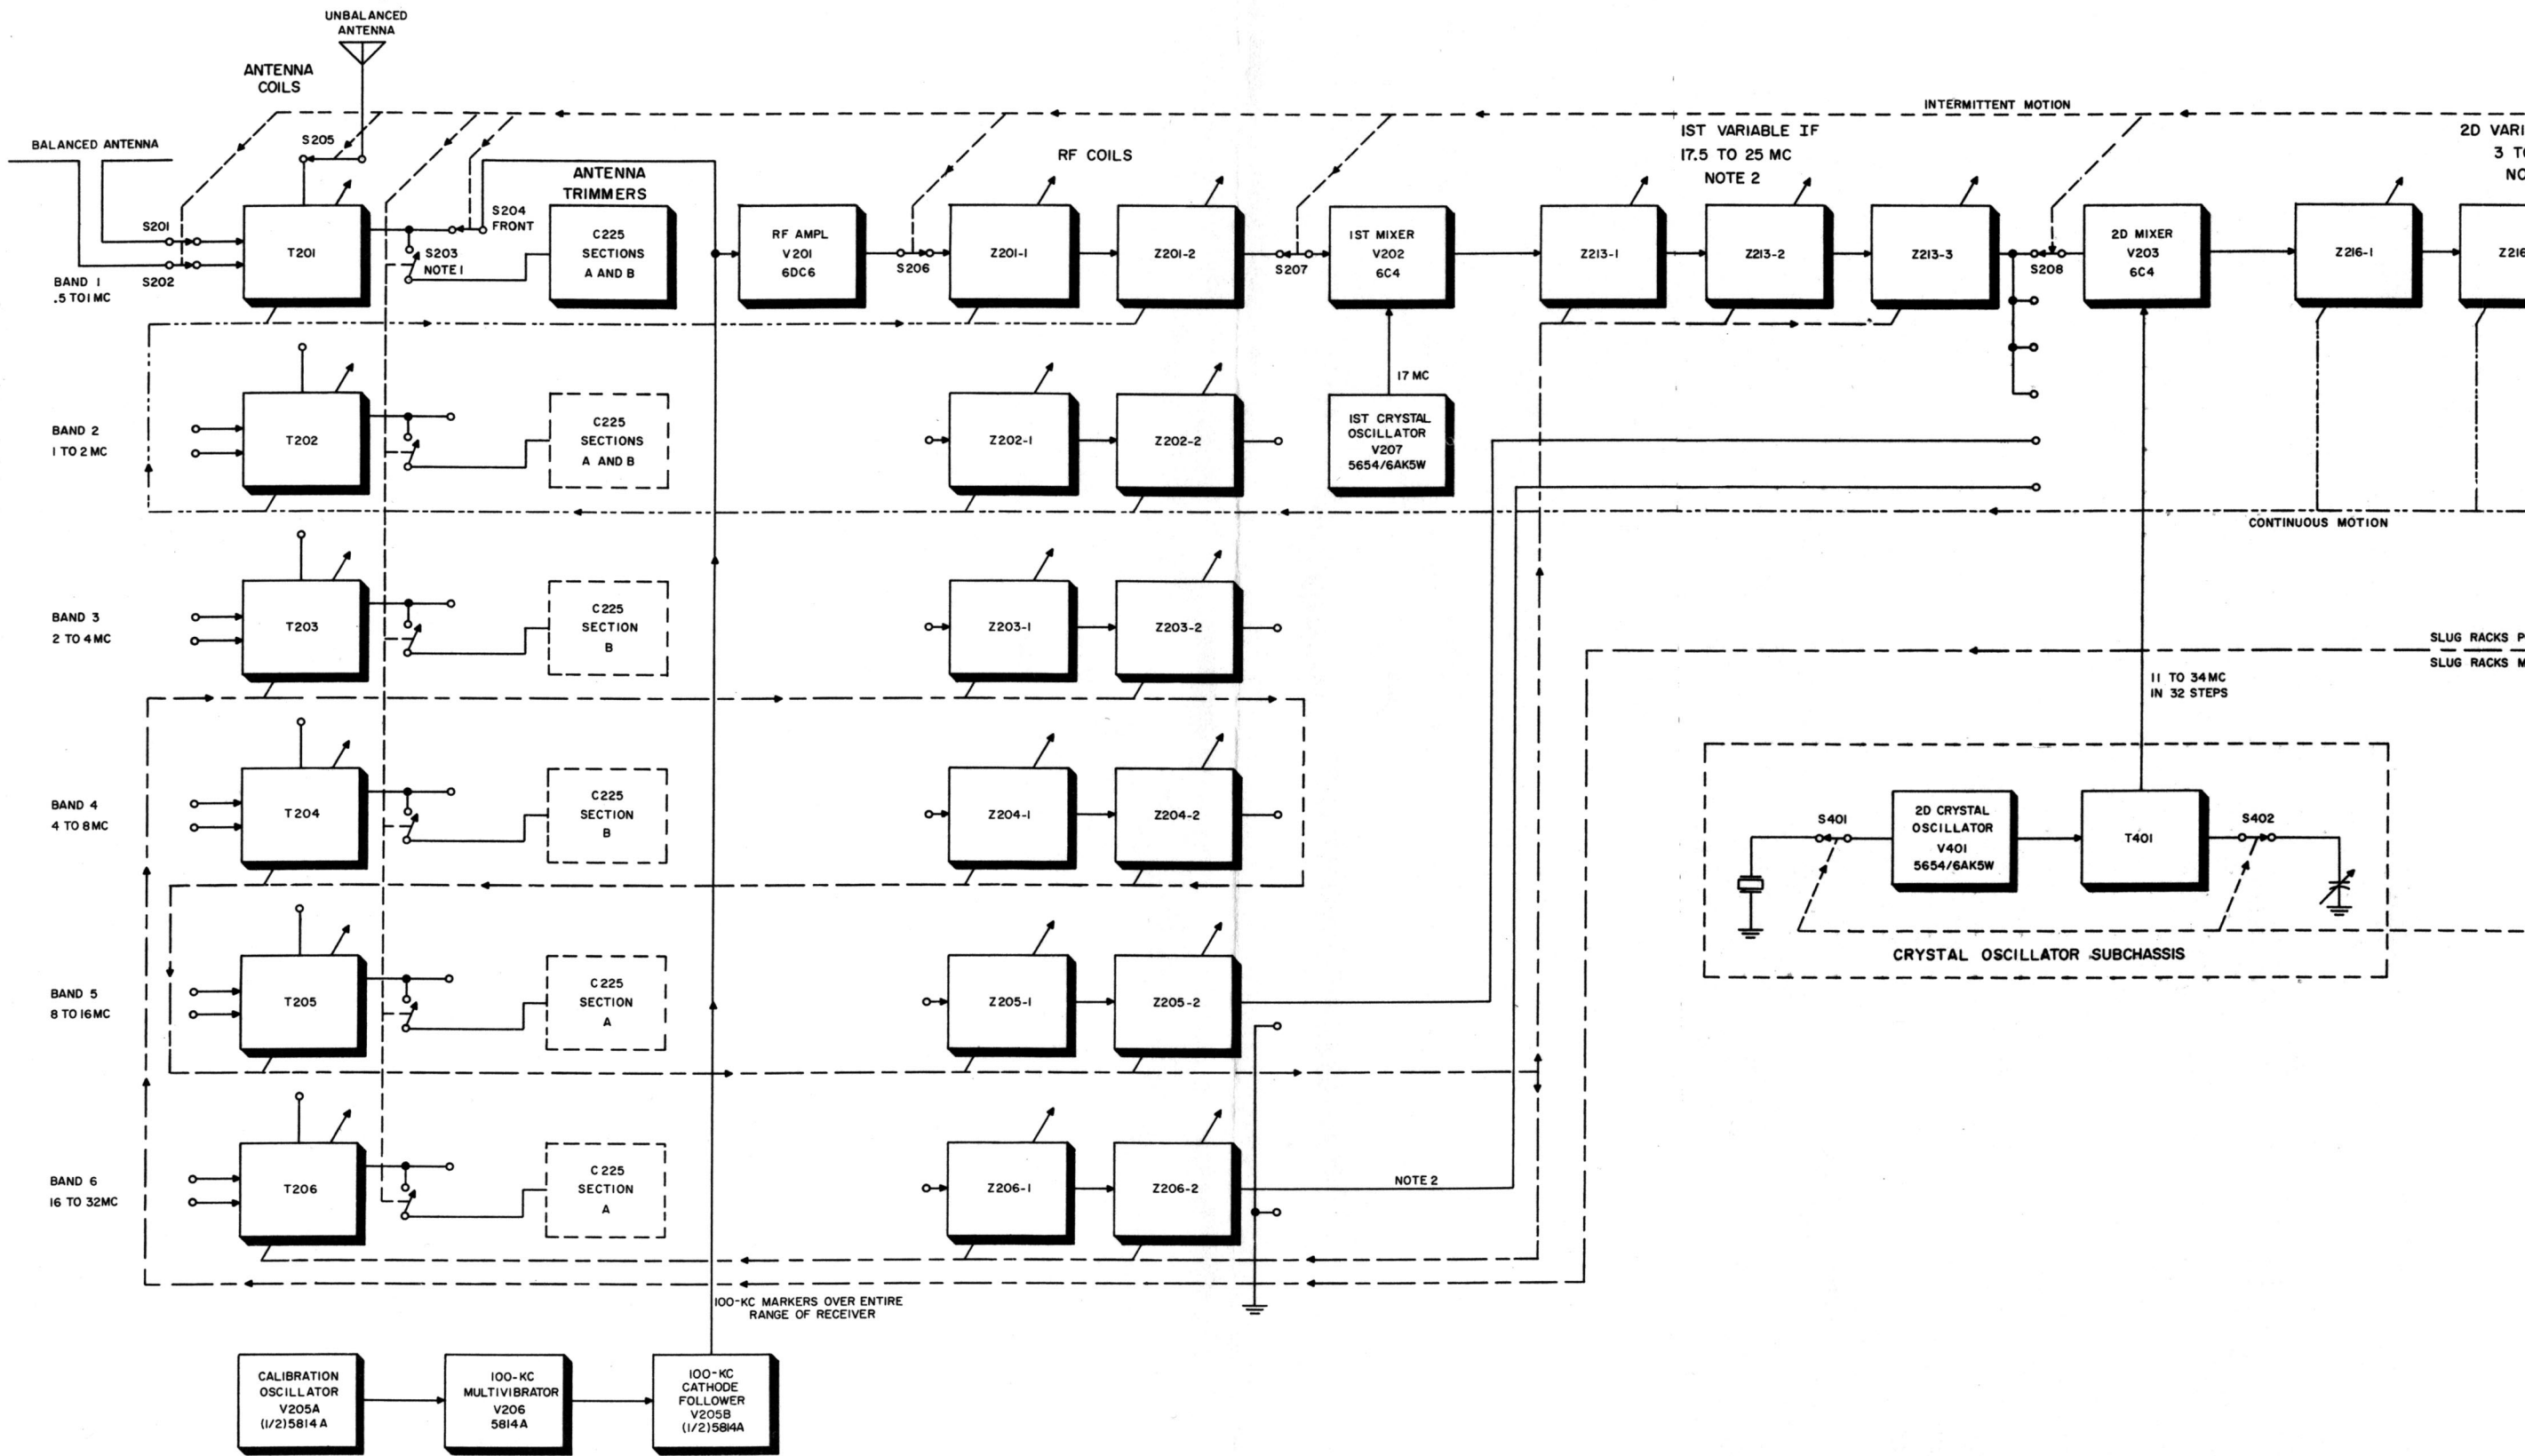 UNBALANCED
ANTENNA
ANTENNA
COILS
INTERMITTENT MOTION
BALANCED ANTENNA
S205
RF COILS
1ST VARIABLE IF
17.5 TO 25 MC
NOTE 2
2D VARI
3 TO
NO
ANTENNA
TRIMMERS
S201
S202
BAND 1
.5 TO 1 MC
T201
S204
FRONT
S203
NOTE 1
C225
SECTIONS
A AND B
RF AMPL
V201
6DC6
S206
Z201-1
Z201-2
S207
1ST MIXER
V202
6C4
Z213-1
Z213-2
Z213-3
S208
2D MIXER
V203
6C4
Z216-1
Z216
17 MC
BAND 2
1 TO 2 MC
T202
C225
SECTIONS
A AND B
Z202-1
Z202-2
1ST CRYSTAL
OSCILLATOR
V207
5654/6AK5W
CONTINUOUS MOTION
BAND 3
2 TO 4 MC
T203
C225
SECTION
B
Z203-1
Z203-2
SLUG RACKS P
SLUG RACKS M
11 TO 34 MC
IN 32 STEPS
BAND 4
4 TO 8 MC
T204
C225
SECTION
B
Z204-1
Z204-2
S401
2D CRYSTAL
OSCILLATOR
V401
5654/6AK5W
T401
S402
CRYSTAL OSCILLATOR SUBCHASSIS
BAND 5
8 TO 16 MC
T205
C225
SECTION
A
Z205-1
Z205-2
BAND 6
16 TO 32MC
T206
C225
SECTION
A
Z206-1
Z206-2
NOTE 2
100-KC MARKERS OVER ENTIRE
RANGE OF RECEIVER
CALIBRATION
OSCILLATOR
V205A
(1/2)5814A
100-KC
MULTIVIBRATOR
V206
5814A
100-KC
CATHODE
FOLLOWER
V205B
(1/2)5814A